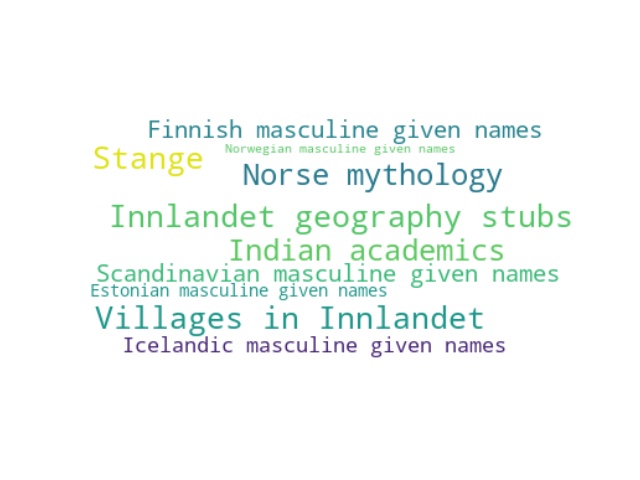 Finnish masculine given names
Norwegian masculine given names
Stange
Norse mythology
Innlandet geography stubs
Indian academics
Scandinavian masculine given names
Estonian masculine given names
Villages in Innlandet
Icelandic masculine given names